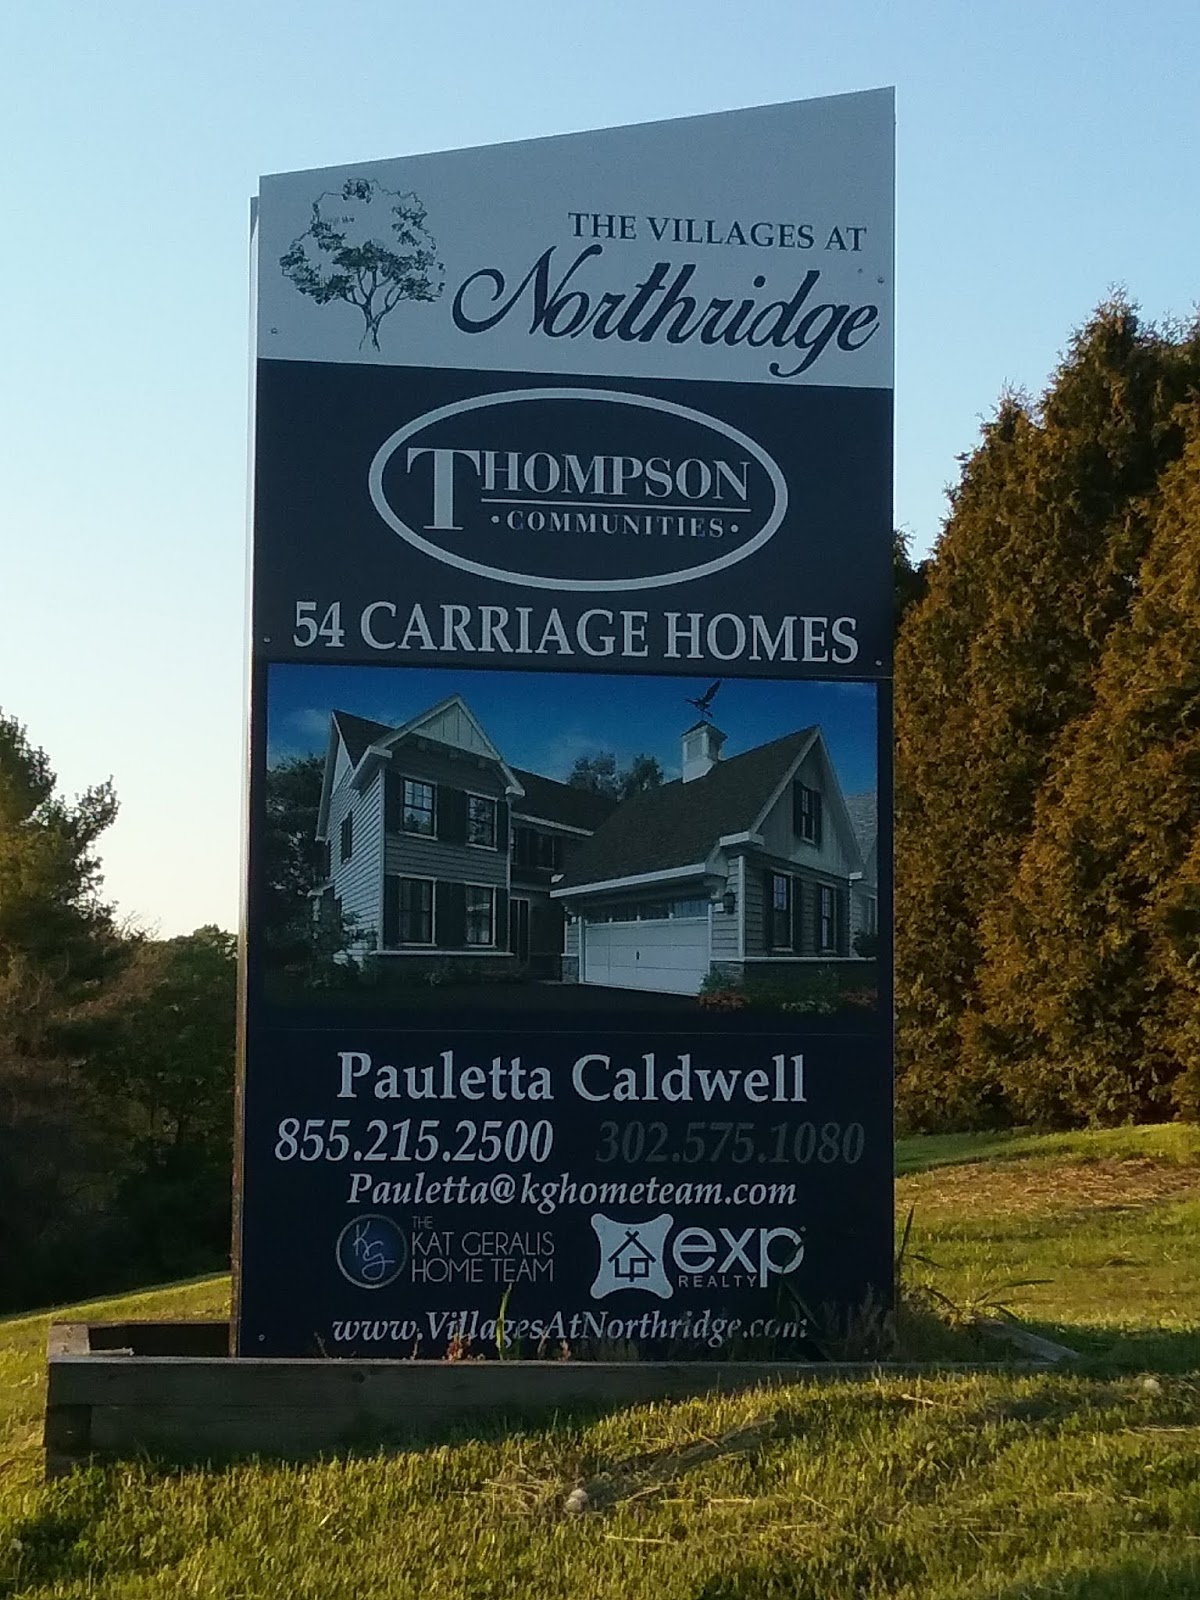 THE VILLAGES AT
Northridge
THOMPSON
• COMMUNITIES •
54 CARRIAGE HOMES
Pauletta Caldwell
855.215.2500 302.575.1080
Pauletta@kghometeam.com
KG THE
KAT GERALIS
HOME TEAM
exp
REALTY
www.VillagesAtNorthridge.com